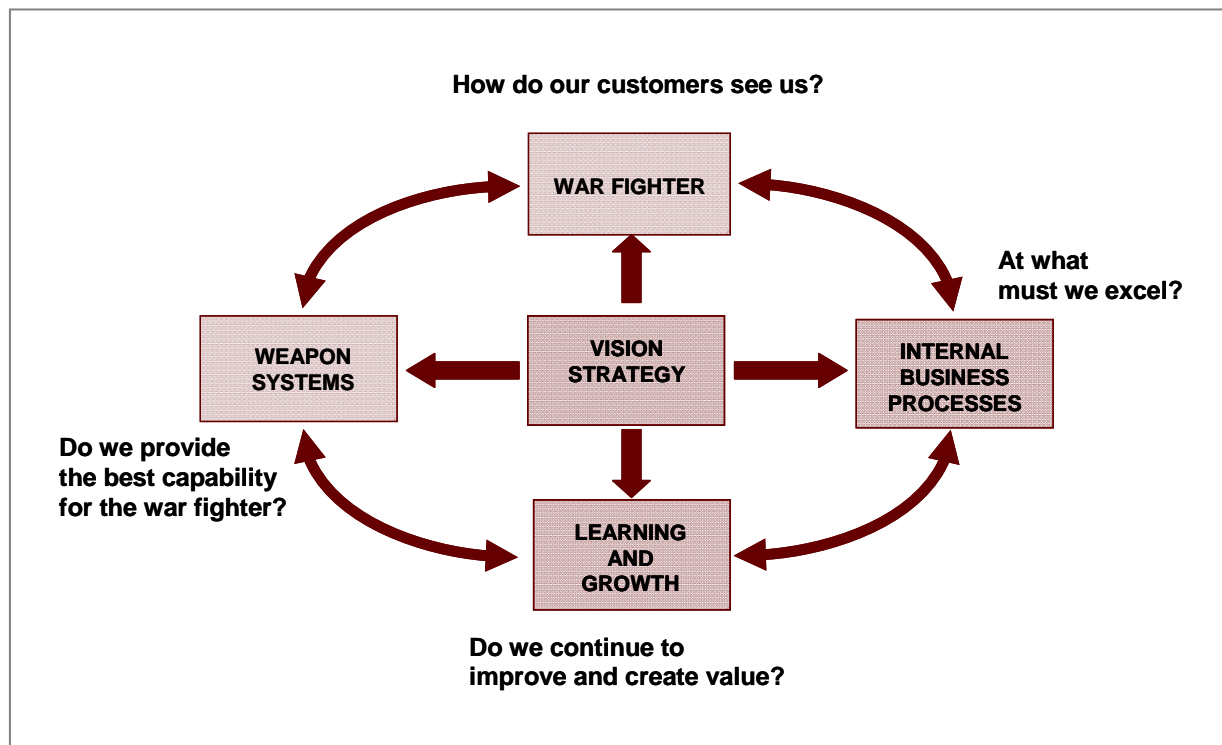 How do our customers see us?
WAR FIGHTER
At what
must we excel?
WEAPON
SYSTEMS
VISION
STRATEGY
INTERNAL
BUSINESS
PROCESSES
Do we provide
the best capability
for the war fighter?
LEARNING
AND
GROWTH
Do we continue to
improve and create value?